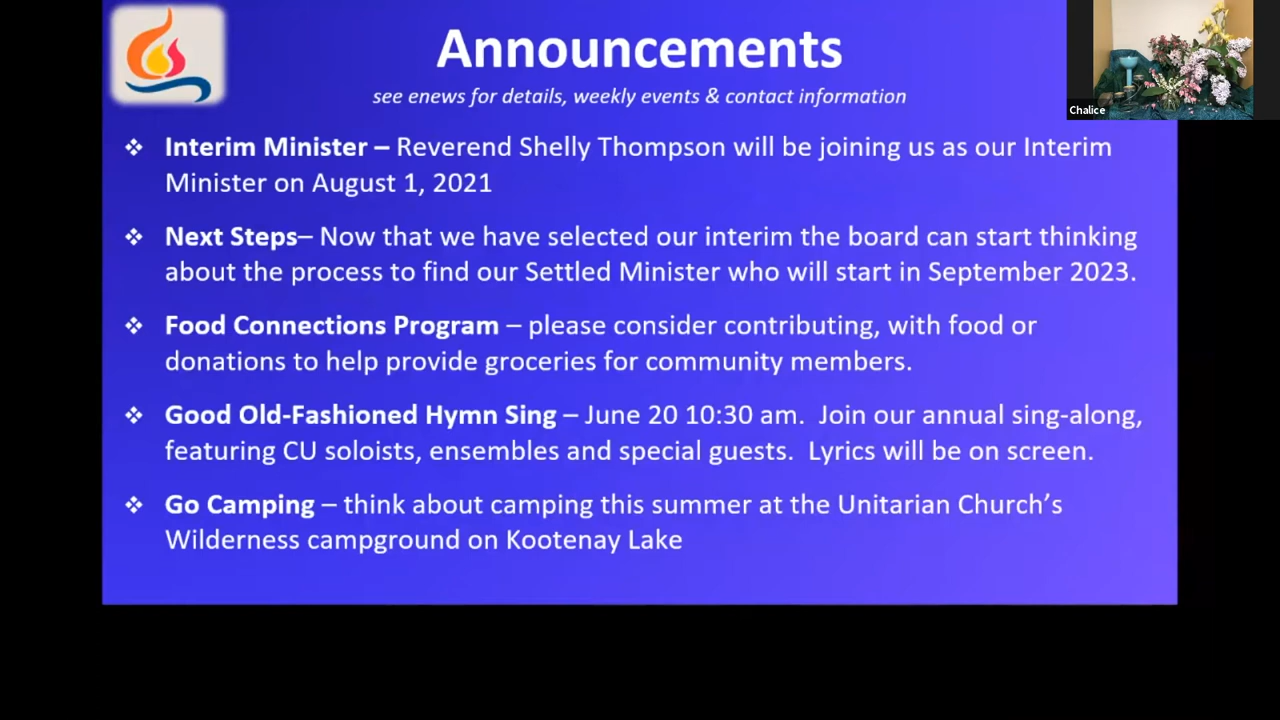 Announcements
see enews for details, weekly events & contact information
Chalice
❖ Interim Minister – Reverend Shelly Thompson will be joining us as our Interim
Minister on August 1, 2021
❖ Next Steps– Now that we have selected our interim the board can start thinking
about the process to find our Settled Minister who will start in September 2023.
❖ Food Connections Program – please consider contributing, with food or
donations to help provide groceries for community members.
❖ Good Old-Fashioned Hymn Sing – June 20 10:30 am.  Join our annual sing-along,
featuring CU soloists, ensembles and special guests.  Lyrics will be on screen.
❖ Go Camping – think about camping this summer at the Unitarian Church’s
Wilderness campground on Kootenay Lake